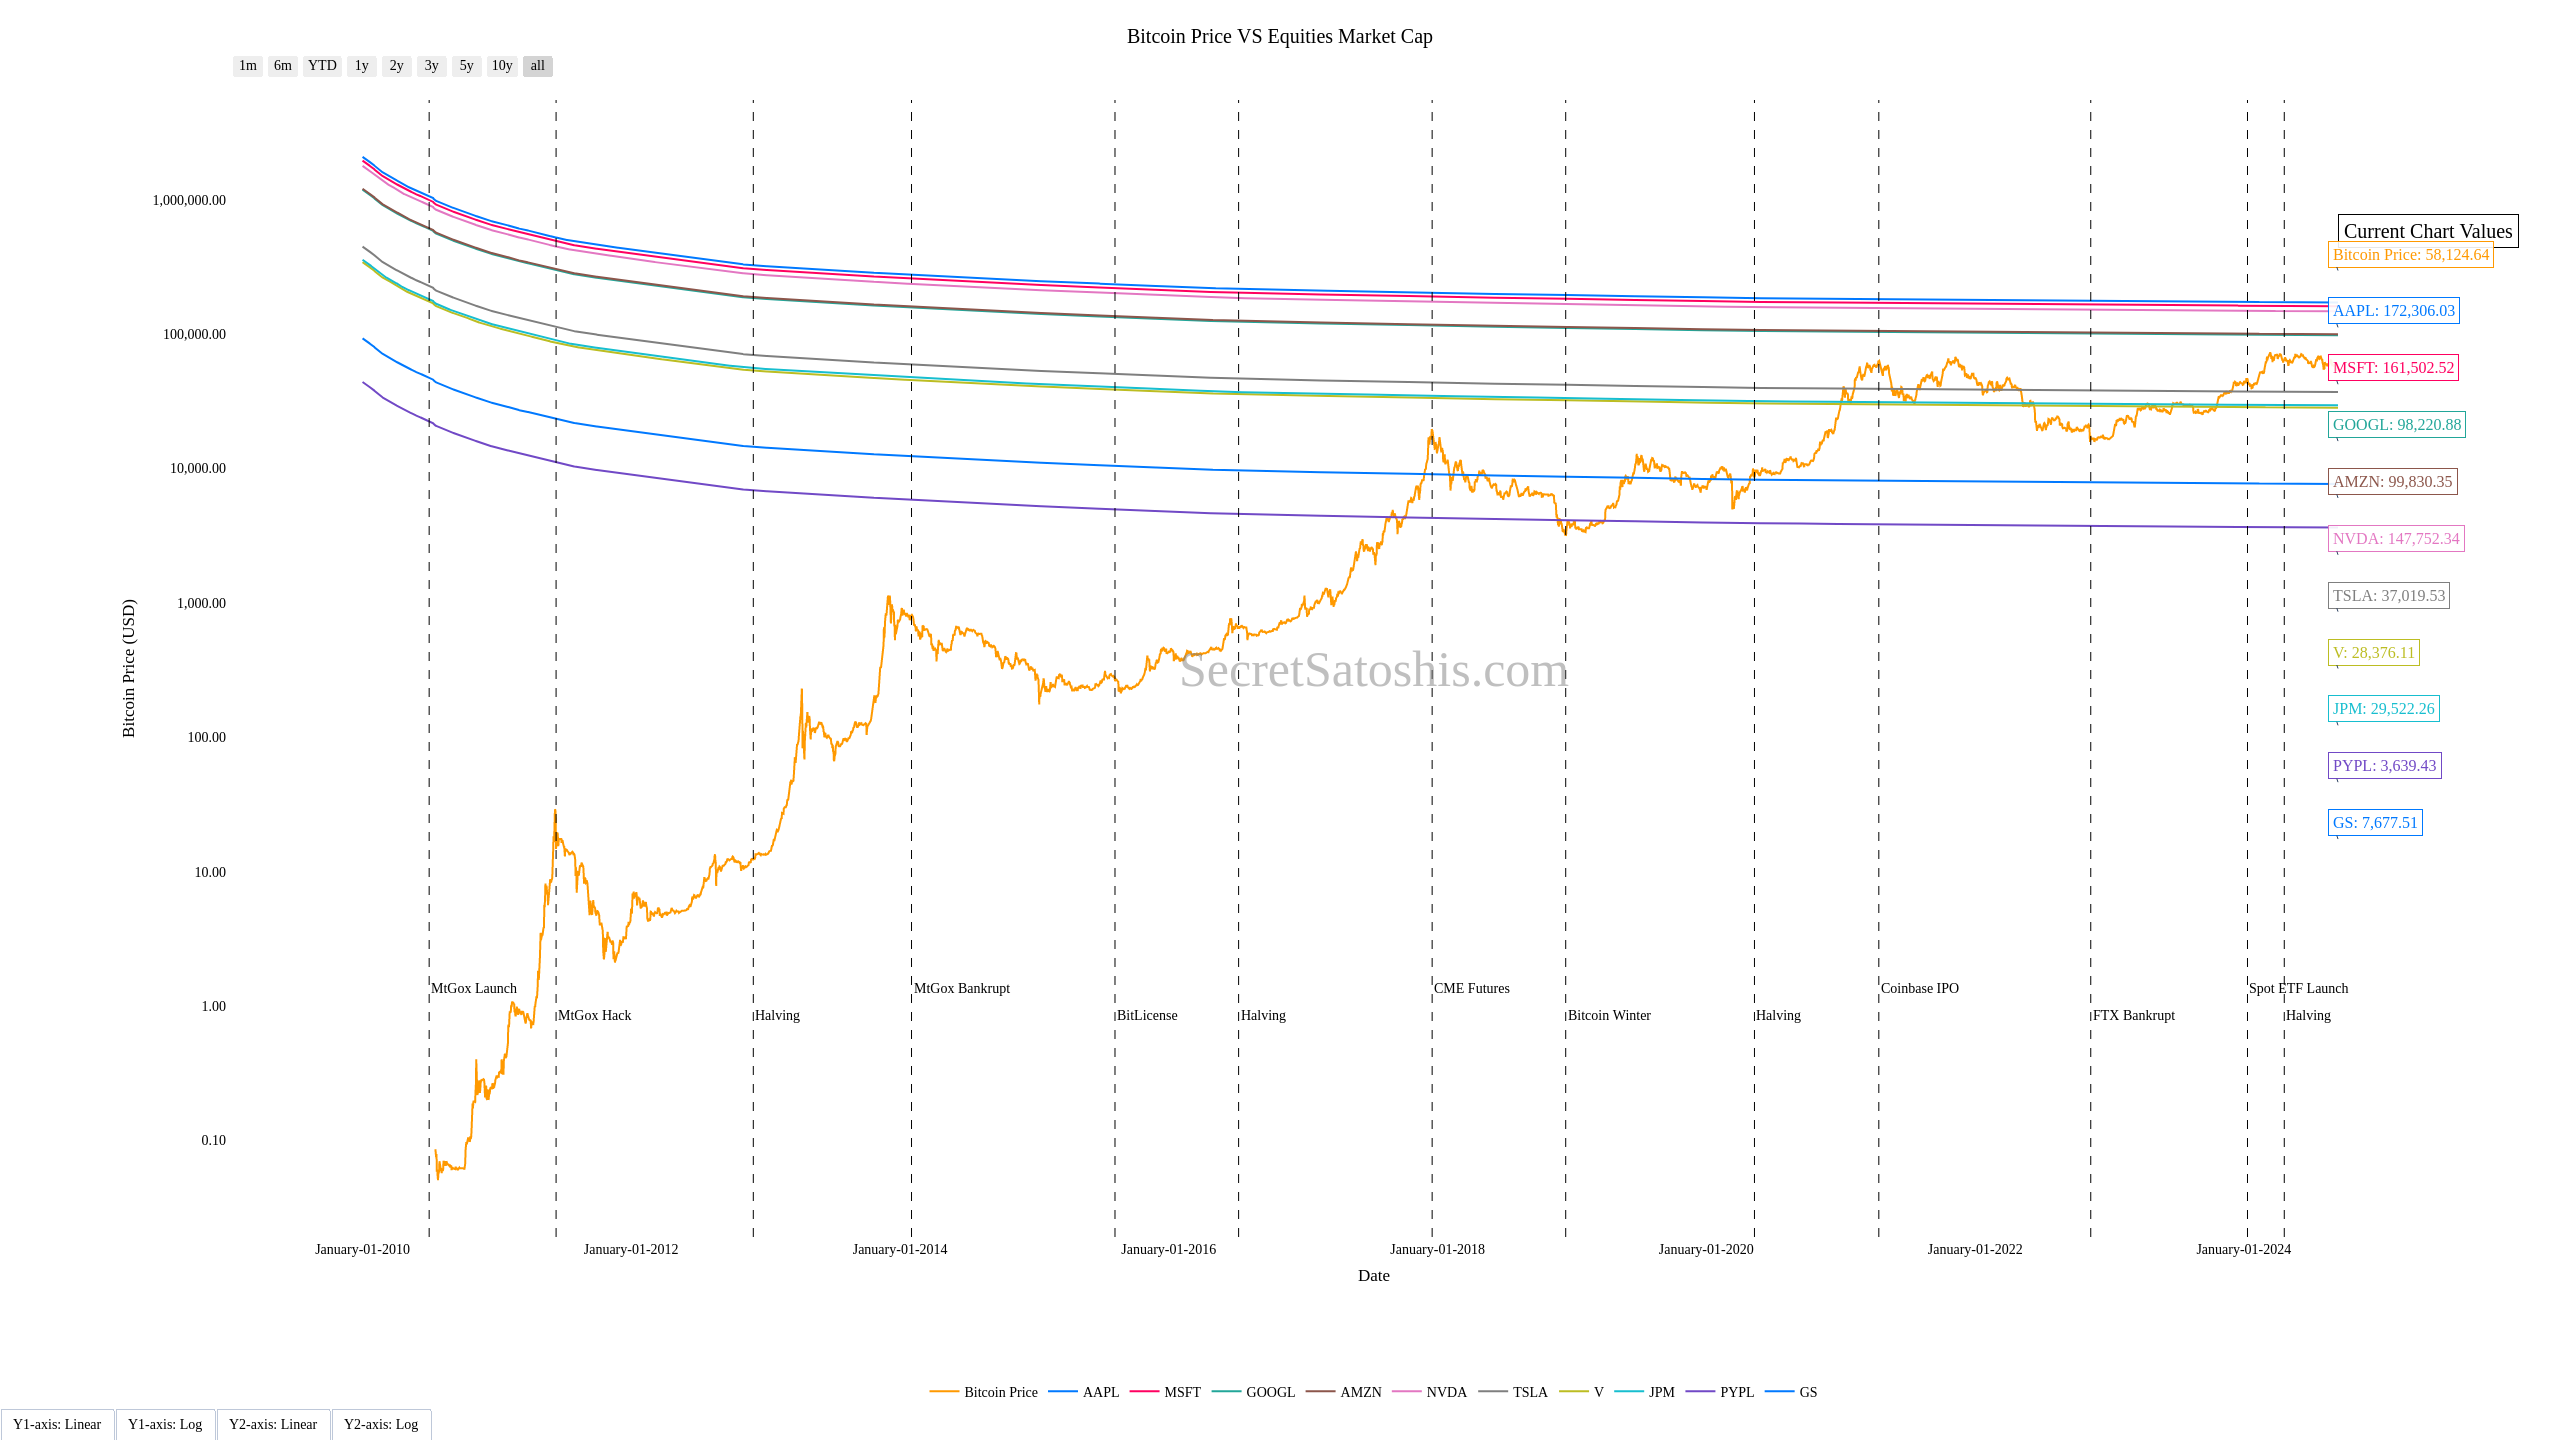 Bitcoin Price VS Equities Market Cap
1m 6m YTD 1y 2y 3y 5y 10y all
1,000,000.00
100,000.00
10,000.00
1,000.00
100.00
10.00
1.00
0.10
Bitcoin Price (USD)
Current Chart Values
Bitcoin Price: 58,124.64
AAPL: 172,306.03
MSFT: 161,502.52
GOOGL: 98,220.88
AMZN: 99,830.35
NVDA: 147,752.34
TSLA: 37,019.53
V: 28,376.11
JPM: 29,522.26
PYPL: 3,639.43
GS: 7,677.51
SecretSatoshis.com
MtGox Launch
MtGox Hack
Halving
MtGox Bankrupt
BitLicense
Halving
CME Futures
Bitcoin Winter
Halving
Coinbase IPO
FTX Bankrupt
Spot ETF Launch
Halving
January-01-2010 January-01-2012 January-01-2014 January-01-2016 January-01-2018 January-01-2020 January-01-2022 January-01-2024
Date
Bitcoin Price AAPL MSFT GOOGL AMZN NVDA TSLA V JPM PYPL GS
Y1-axis: Linear Y1-axis: Log Y2-axis: Linear Y2-axis: Log